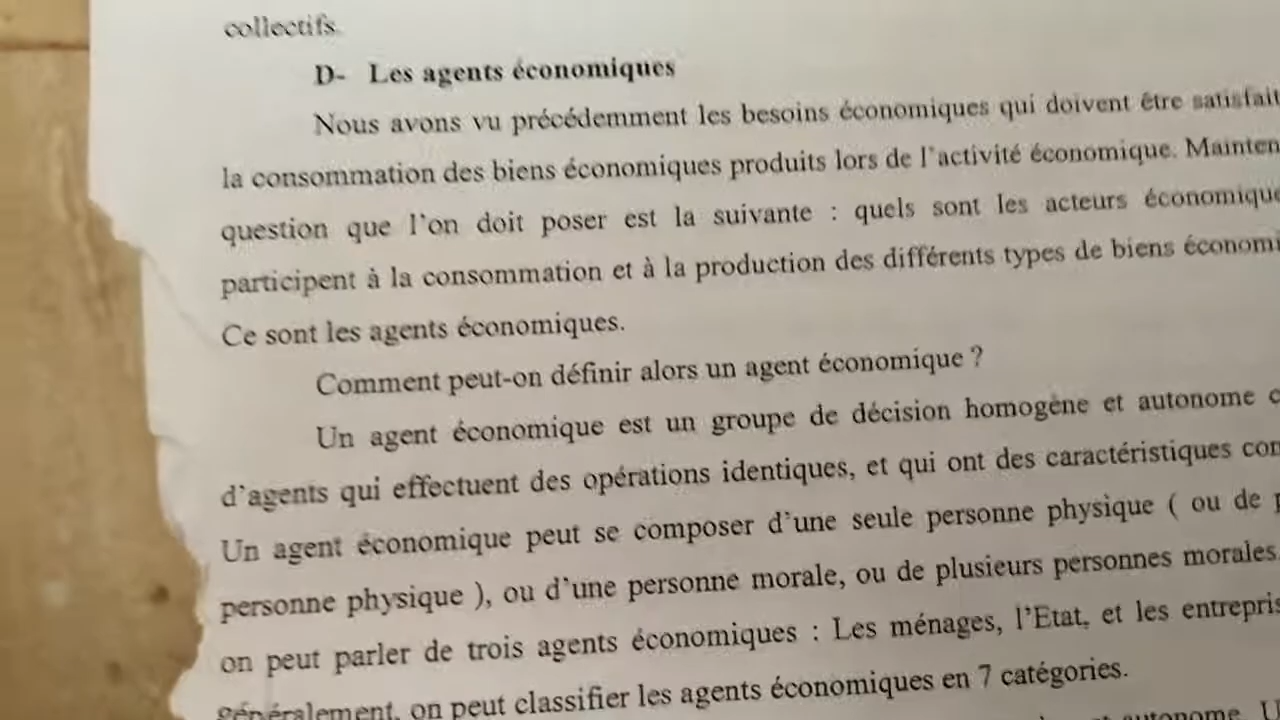 collectifs.
D- Les agents économiques
Nous avons vu précédemment les besoins économiques qui doivent être satisfait
la consommation des biens économiques produits lors de l'activité économique. Mainten
question que l'on doit poser est la suivante : quels sont les acteurs économique
participent à la consommation et à la production des différents types de biens économi
Ce sont les agents économiques.
Comment peut-on définir alors un agent économique ?
Un agent économique est un groupe de décision homogène et autonome c
d'agents qui effectuent des opérations identiques, et qui ont des caractéristiques com
Un agent économique peut se composer d'une seule personne physique ( ou de p
personne physique ), ou d'une personne morale, ou de plusieurs personnes morales.
on peut parler de trois agents économiques : Les ménages, l'Etat, et les entrepris
généralement, on peut classifier les agents économiques en 7 catégories.
autonome.